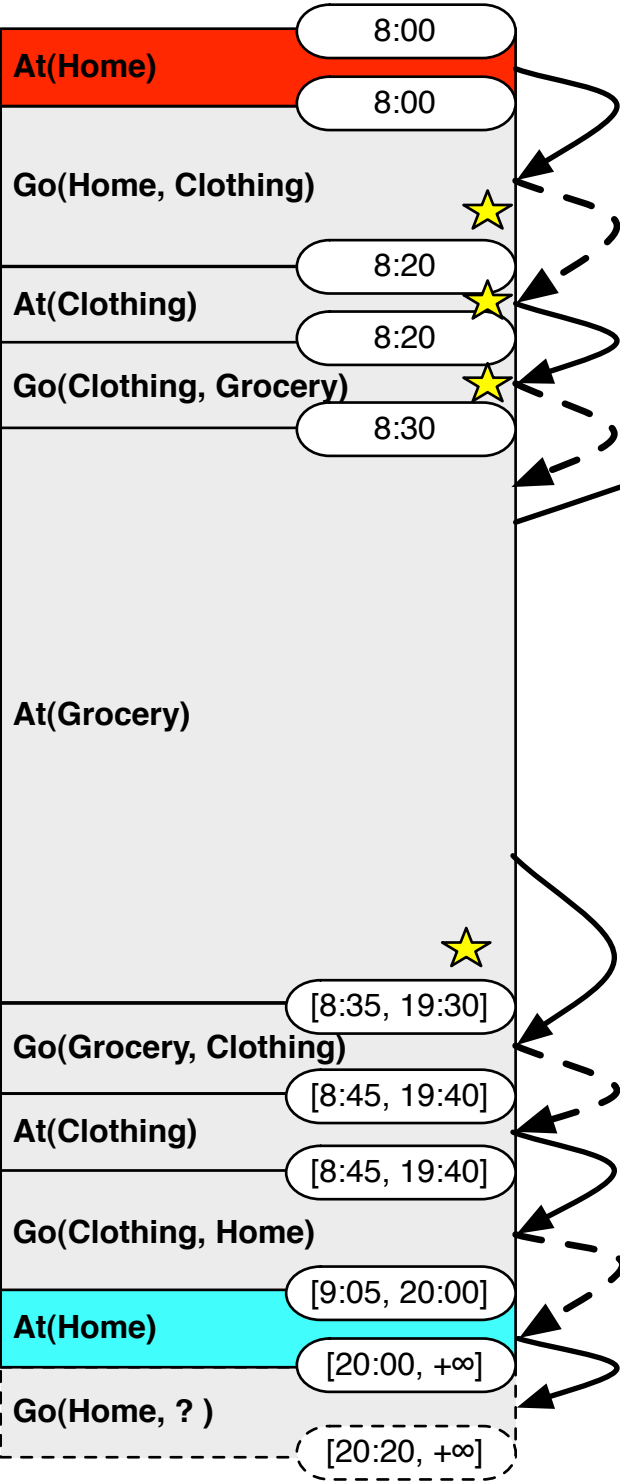 8:00
At(Home)
8:00
Go(Home, Clothing)
8:20
At(Clothing)
8:20
Go(Clothing, Grocery)
8:30
At(Grocery)
[8:35, 19:30]
Go(Grocery, Clothing)
[8:45, 19:40]
At(Clothing)
[8:45, 19:40]
Go(Clothing, Home)
[9:05, 20:00]
At(Home)
[20:00, +∞]
Go(Home, ? )
[20:20, +∞]